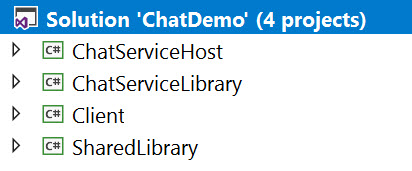 Solution 'ChatDemo' (4 projects)
C# ChatServiceHost
C# ChatServiceLibrary
C# Client
C# SharedLibrary